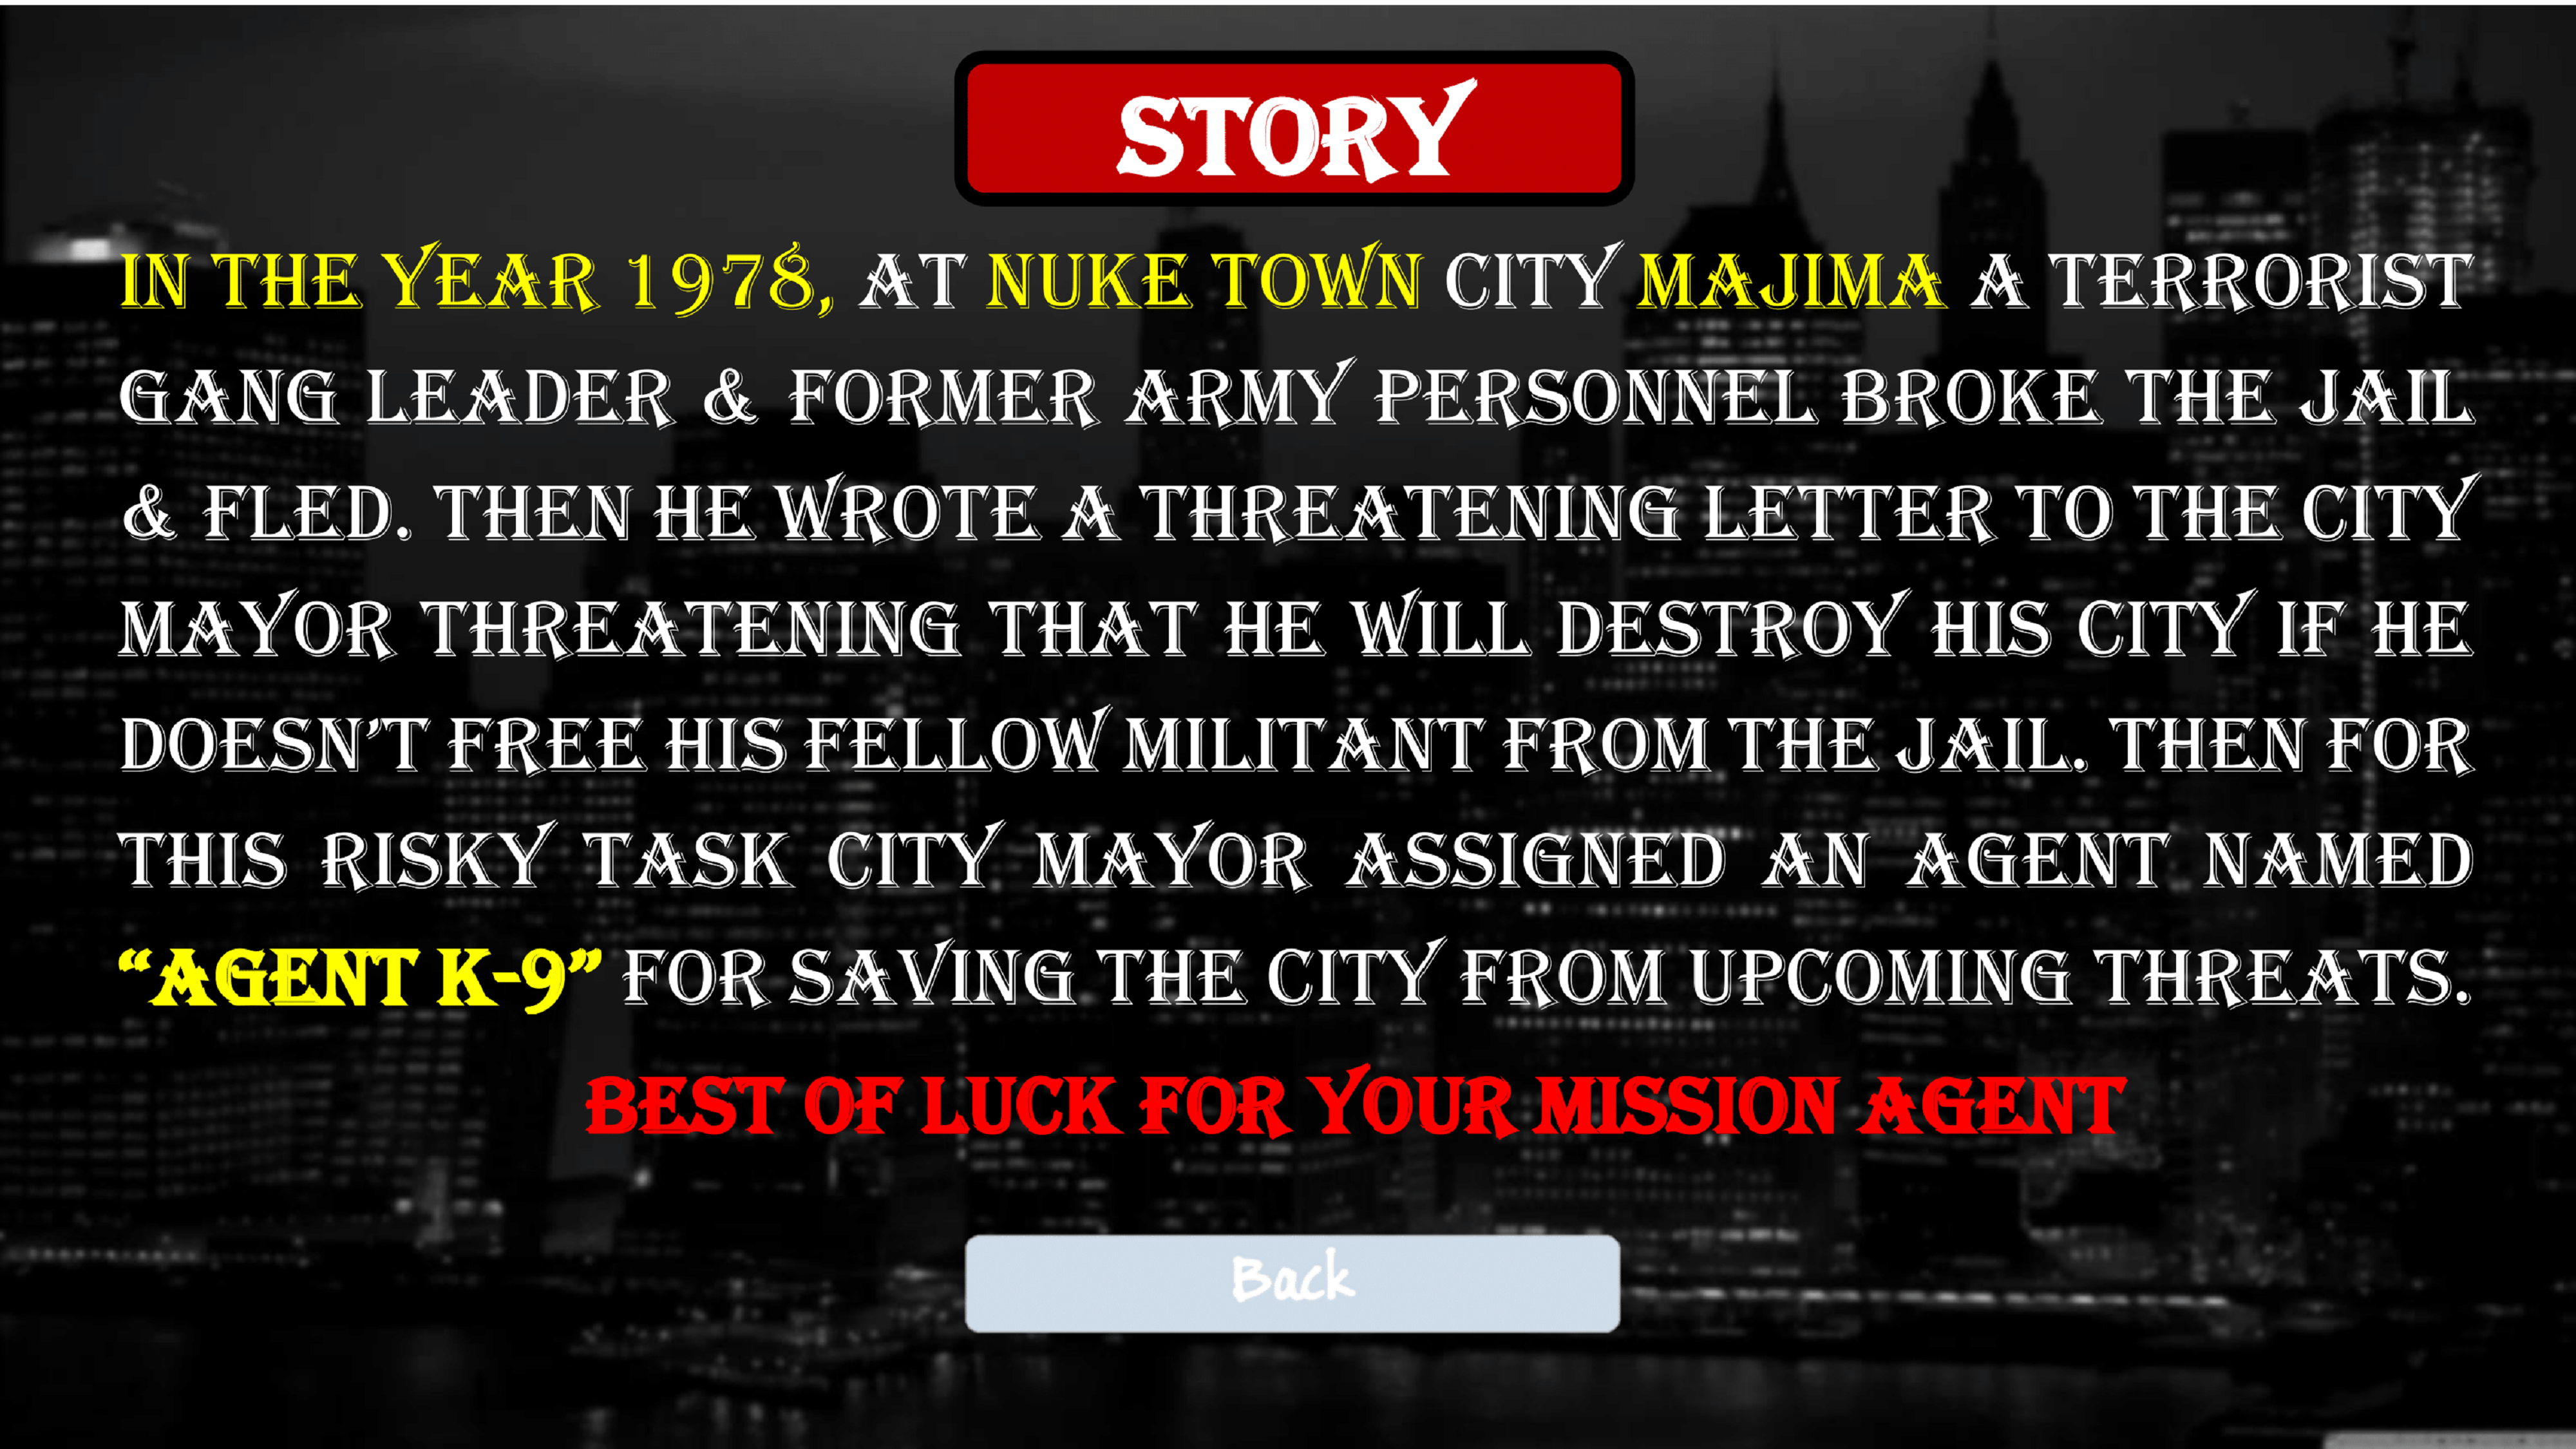 STORY
IN THE YEAR 1978, AT NUKE TOWN CITY MAJIMA A TERRORIST
GANG LEADER & FORMER ARMY PERSONNEL BROKE THE JAIL
& FLED. THEN HE WROTE A THREATENING LETTER TO THE CITY
MAYOR THREATENING THAT HE WILL DESTROY HIS CITY IF HE
DOESN’T FREE HIS FELLOW MILITANT FROM THE JAIL. THEN FOR
THIS RISKY TASK CITY MAYOR ASSIGNED AN AGENT NAMED
“AGENT K-9” FOR SAVING THE CITY FROM UPCOMING THREATS.
BEST OF LUCK FOR YOUR MISSION AGENT
Back